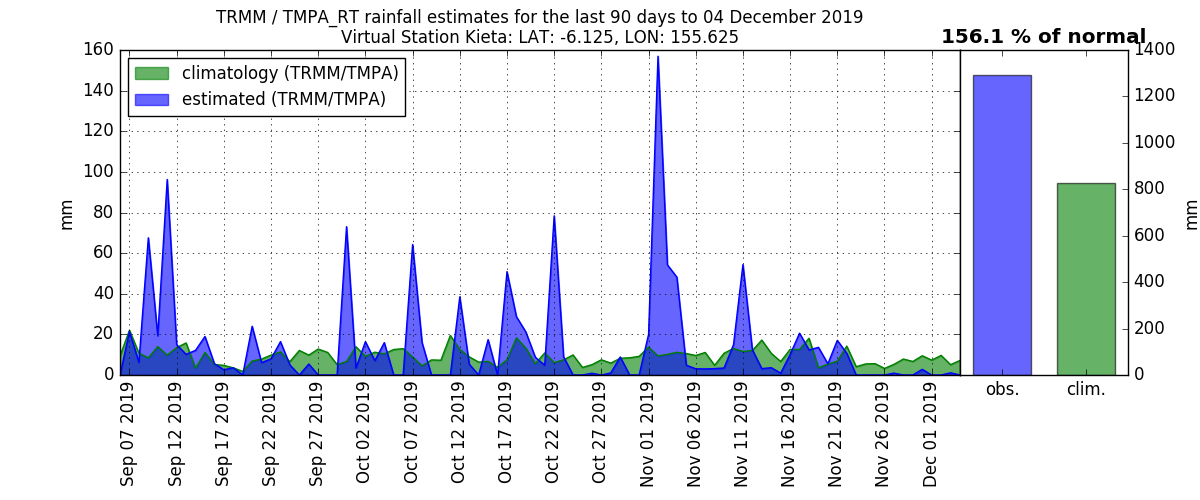 TRMM / TMPA_RT rainfall estimates for the last 90 days to 04 December 2019
Virtual Station Kieta: LAT: -6.125, LON: 155.625
156.1 % of normal
climatology (TRMM/TMPA)
estimated (TRMM/TMPA)
mm
160
140
120
100
80
60
40
20
0
Sep 07 2019
Sep 12 2019
Sep 17 2019
Sep 22 2019
Sep 27 2019
Oct 02 2019
Oct 07 2019
Oct 12 2019
Oct 17 2019
Oct 22 2019
Oct 27 2019
Nov 01 2019
Nov 06 2019
Nov 11 2019
Nov 16 2019
Nov 21 2019
Nov 26 2019
Dec 01 2019
obs.
clim.
1400
1200
1000
800
600
400
200
0
mm